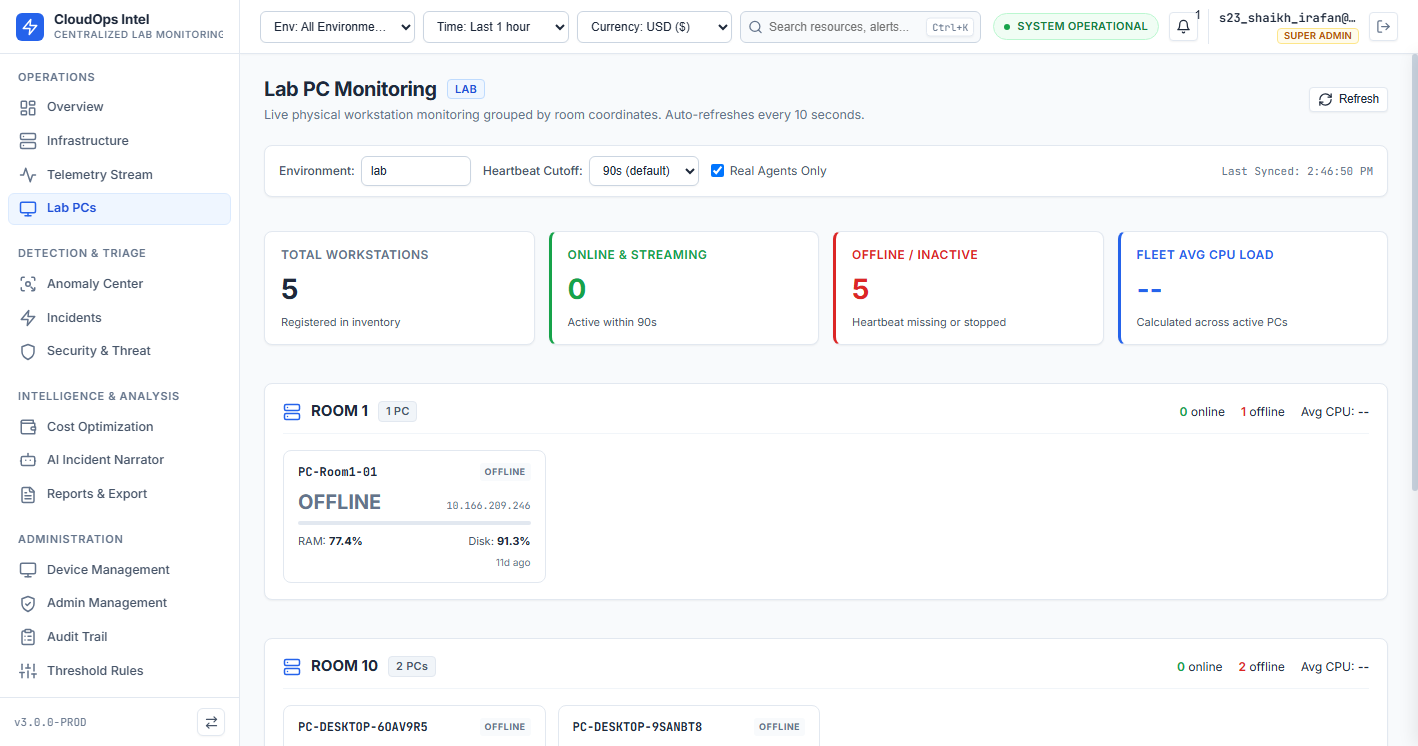 CloudOps Intel
CENTRALIZED LAB MONITORING
Env: All Environme...
Time: Last 1 hour
Currency: USD ($)
Search resources, alerts...
Ctrl+K
SYSTEM OPERATIONAL
1
s23_shaikh_irafan@...
SUPER ADMIN
OPERATIONS
Overview
Infrastructure
Telemetry Stream
Lab PCs
DETECTION & TRIAGE
Anomaly Center
Incidents
Security & Threat
INTELLIGENCE & ANALYSIS
Cost Optimization
AI Incident Narrator
Reports & Export
ADMINISTRATION
Device Management
Admin Management
Audit Trail
Threshold Rules
v3.0.0-PROD
Lab PC Monitoring
LAB
Live physical workstation monitoring grouped by room coordinates. Auto-refreshes every 10 seconds.
Refresh
Environment: lab
Heartbeat Cutoff: 90s (default)
Real Agents Only
Last Synced: 2:46:50 PM
TOTAL WORKSTATIONS
5
Registered in inventory
ONLINE & STREAMING
0
Active within 90s
OFFLINE / INACTIVE
5
Heartbeat missing or stopped
FLEET AVG CPU LOAD
--
Calculated across active PCs
ROOM 1
1 PC
0 online
1 offline
Avg CPU: --
PC-Room1-01
OFFLINE
OFFLINE
10.166.209.246
RAM: 77.4%
Disk: 91.3%
11d ago
ROOM 10
2 PCs
0 online
2 offline
Avg CPU: --
PC-DESKTOP-6OAV9R5
OFFLINE
PC-DESKTOP-9SANBT8
OFFLINE